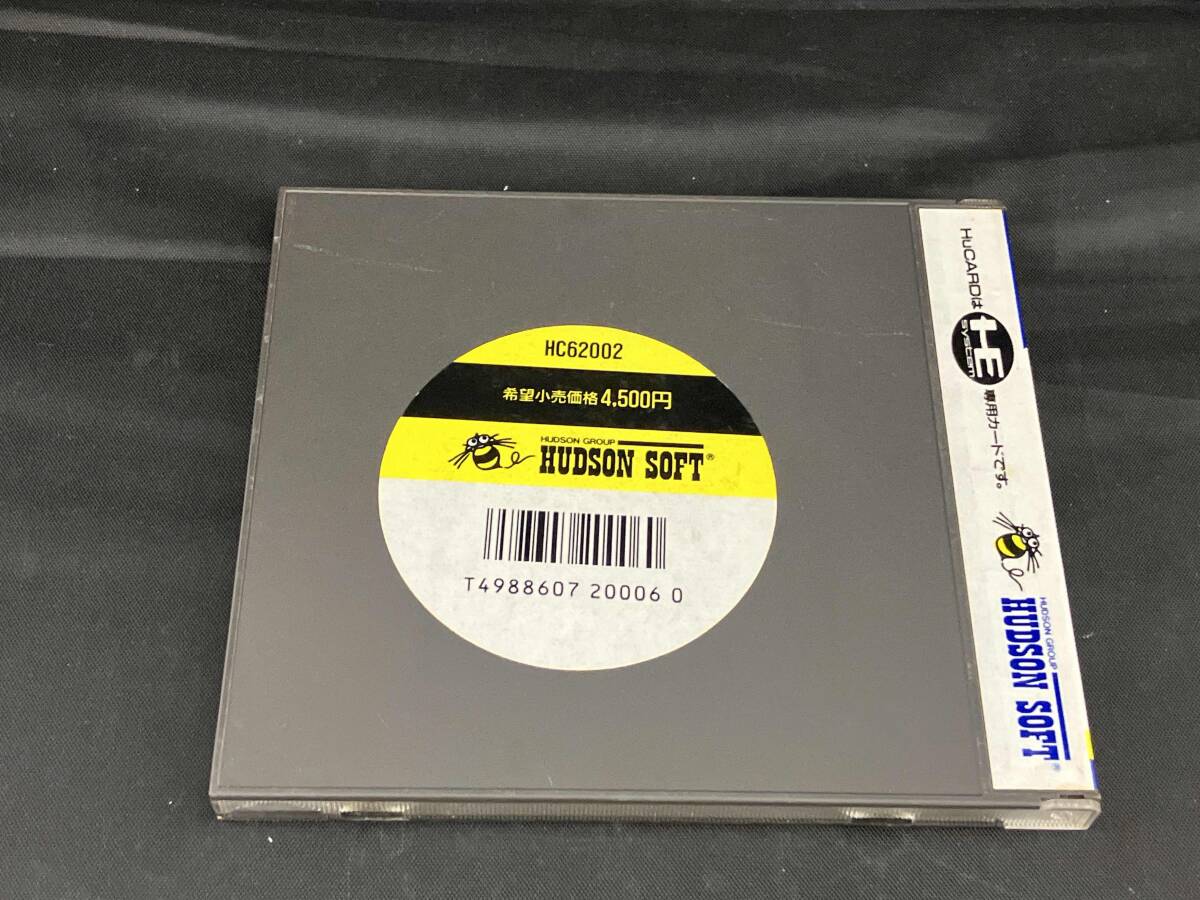 HC62002
希望小売価格4,500円
HUDSON GROUP
HUDSON SOFT®
T4988607 20006 0
HuCARDは HE SYSTEM 専用カードです。
HUDSON GROUP
HUDSON SOFT®